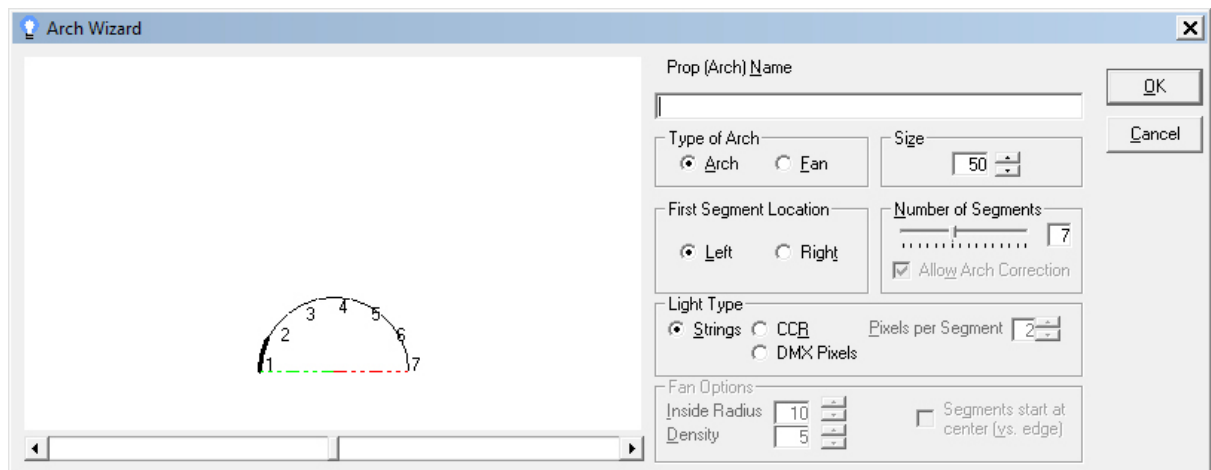 Arch Wizard
Prop (Arch) Name
OK
Cancel
Type of Arch
Arch Fan
Size
50
First Segment Location
Left Right
Number of Segments
7
Allow Arch Correction
Light Type
Strings CCR Pixels per Segment 2
DMX Pixels
Fan Options
Inside Radius 10
Density 5
Segments start at
center (vs. edge)
1 2 3 4 5 6 7